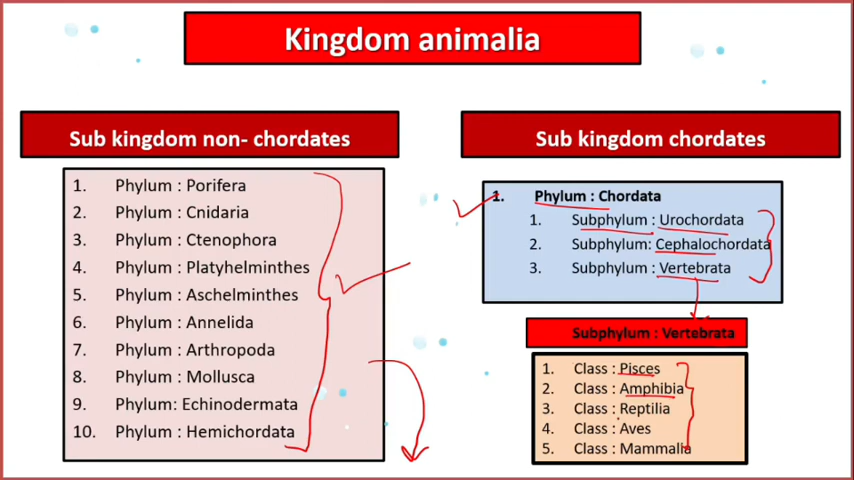 Kingdom animalia
Sub kingdom non- chordates
1. Phylum : Porifera
2. Phylum : Cnidaria
3. Phylum : Ctenophora
4. Phylum : Platyhelminthes
5. Phylum : Aschelminthes
6. Phylum : Annelida
7. Phylum : Arthropoda
8. Phylum : Mollusca
9. Phylum: Echinodermata
10. Phylum : Hemichordata
Sub kingdom chordates
1. Phylum : Chordata
1. Subphylum : Urochordata
2. Subphylum: Cephalochordata
3. Subphylum : Vertebrata
Subphylum : Vertebrata
1. Class : Pisces
2. Class : Amphibia
3. Class : Reptilia
4. Class : Aves
5. Class : Mammalia